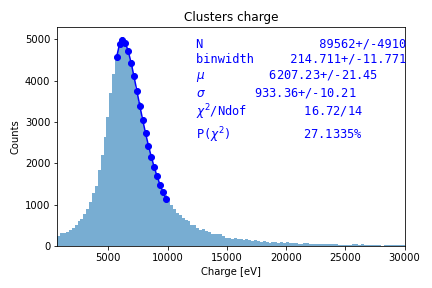 Clusters charge
N 89562+/-4910
binwidth 214.711+/-11.771
μ 6207.23+/-21.45
σ 933.36+/-10.21
χ²/Ndof 16.72/14
P(χ²) 27.1335%
5000
4000
3000
2000
1000
0
Counts
5000 10000 15000 20000 25000 30000
Charge [eV]